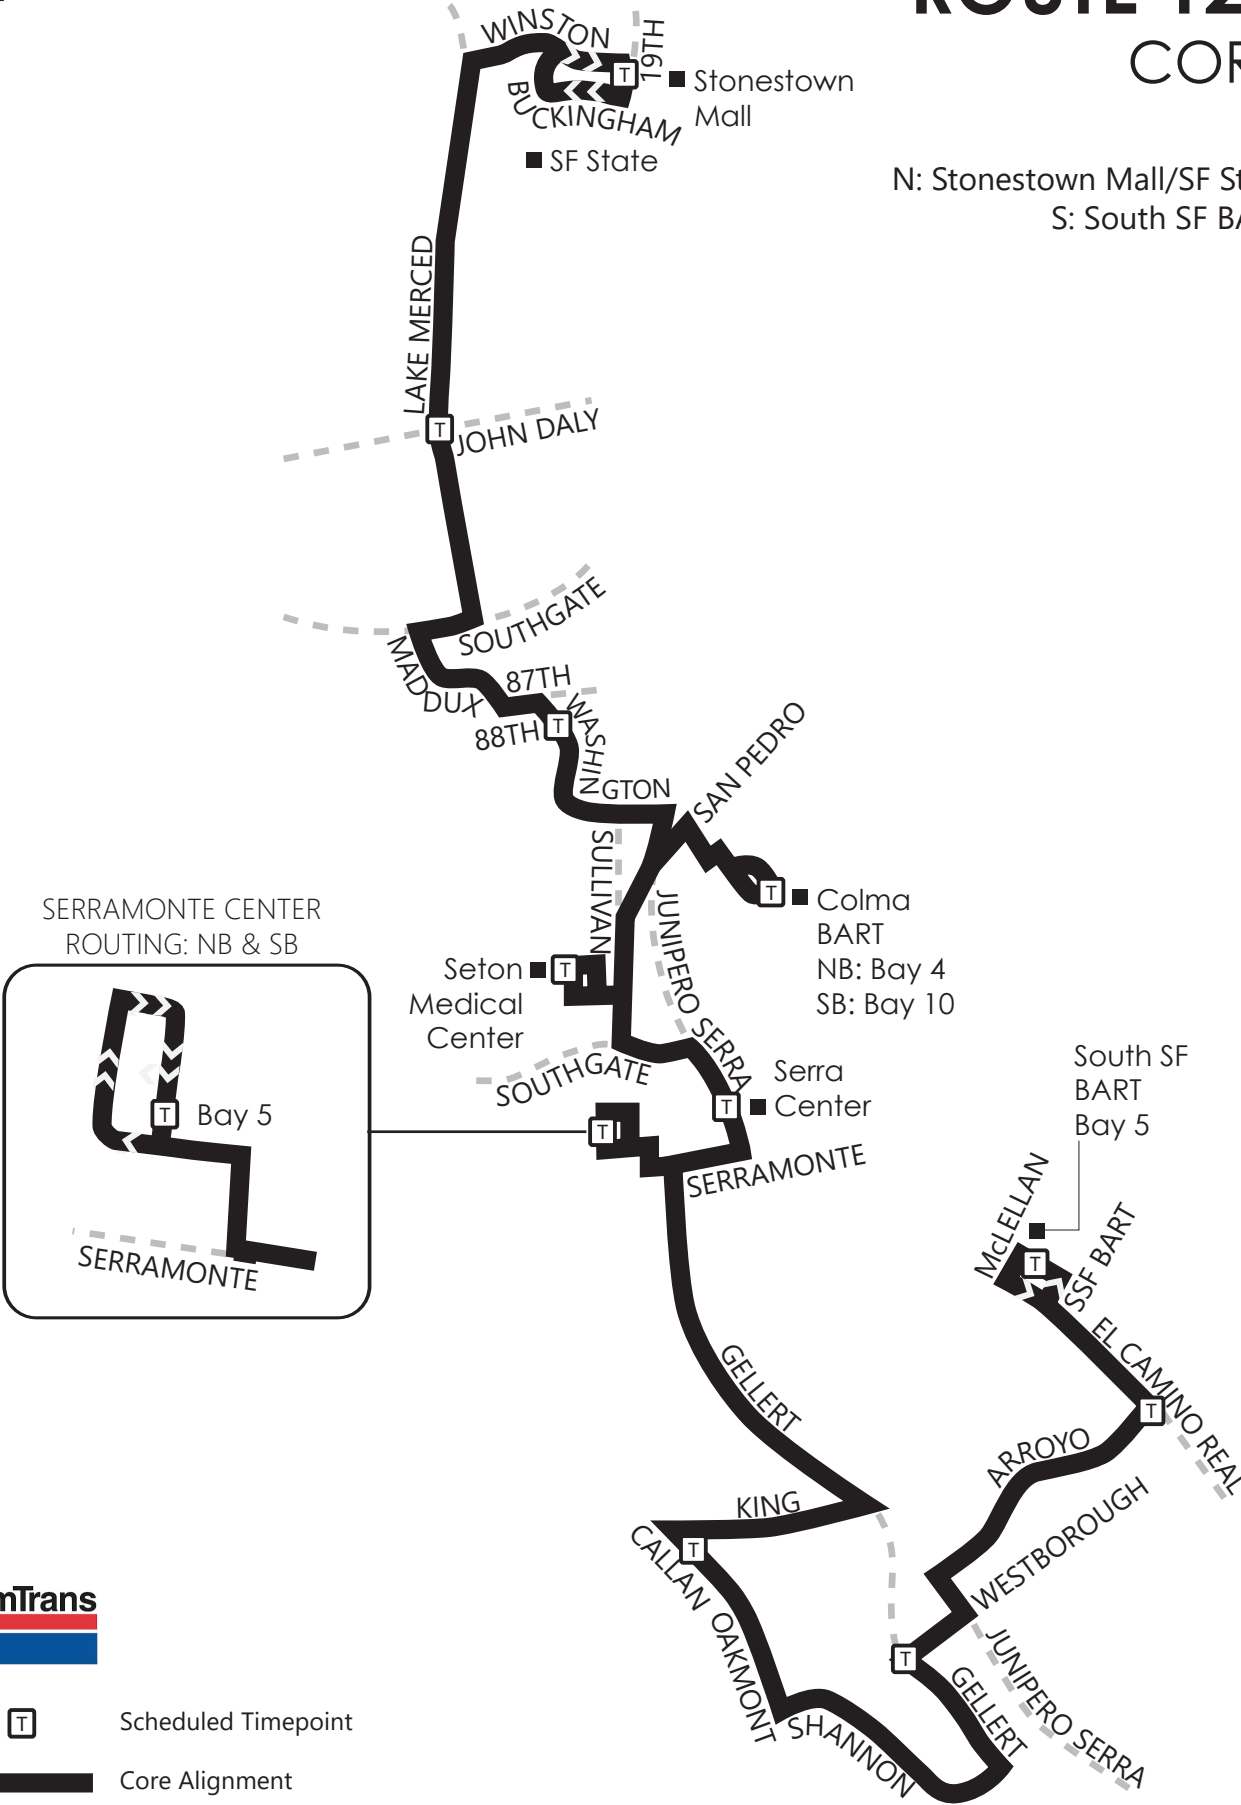 ROUTE 12
COR
N: Stonestown Mall/SF St
S: South SF BA
WINSTON
19TH
T
Stonestown
Mall
BUCKINGHAM
SF State
LAKE MERCED
T
JOHN DALY
SOUTHGATE
MADDUX
87TH
88TH
T
WASHINGTON
SAN PEDRO
SULLIVAN
JUNIPERO SERRA
T
Colma
BART
NB: Bay 4
SB: Bay 10
SERRAMONTE CENTER
ROUTING: NB & SB
Seton
Medical
Center
T
SOUTHGATE
T
Serra
Center
T
SERRAMONTE
T
Bay 5
SERRAMONTE
South SF
BART
Bay 5
McLELLAN
T
SSF BART
EL CAMINO REAL
T
GELLERT
ARROYO
KING
WESTBOROUGH
CALLAN
T
OAKMONT
T
JUNIPERO SERRA
GELLERT
SHANNON
mTrans
T
Scheduled Timepoint
Core Alignment